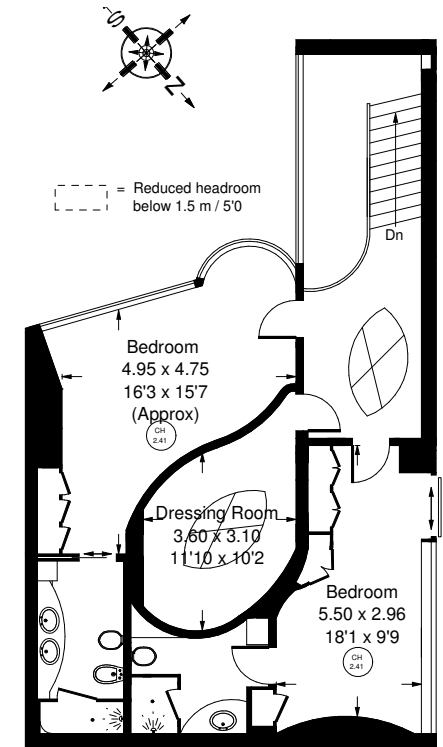 S
N
= Reduced headroom
below 1.5 m / 5'0
Dn
Bedroom
4.95 x 4.75
16'3 x 15'7
(Approx)
CH
2.41
Dressing Room
3.60 x 3.10
11'10 x 10'2
Bedroom
5.50 x 2.96
18'1 x 9'9
CH
2.41